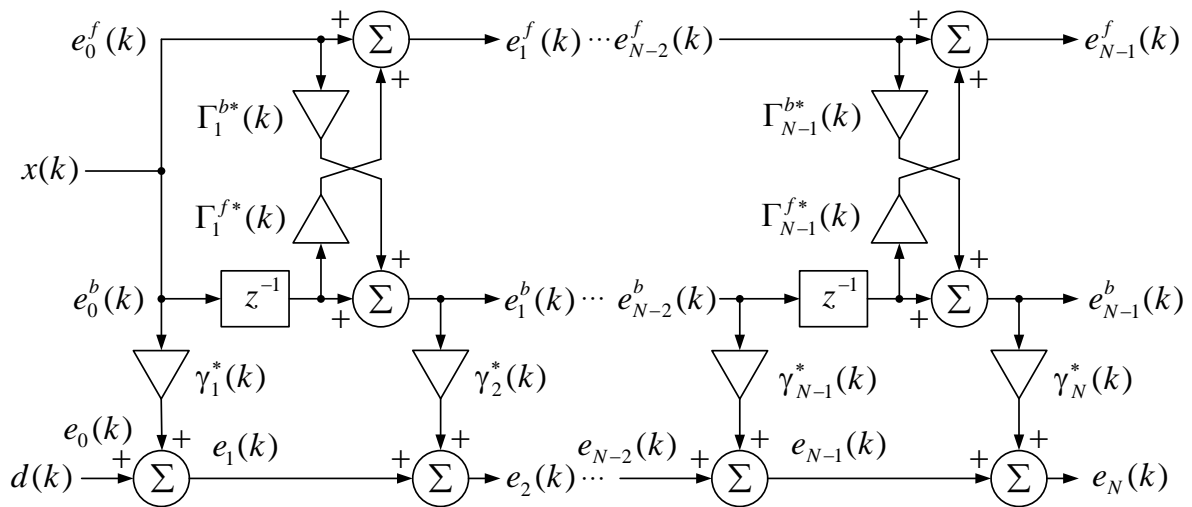 e_0^f(k) + Σ e_1^f(k) ⋯ e_{N-2}^f(k) + Σ e_{N-1}^f(k)
+ +
Γ_1^{b*}(k) Γ_{N-1}^{b*}(k)
x(k)
Γ_1^{f*}(k) Γ_{N-1}^{f*}(k)
+ +
e_0^b(k) z^{-1} + Σ e_1^b(k) ⋯ e_{N-2}^b(k) z^{-1} + Σ e_{N-1}^b(k)
γ_1^*(k) γ_2^*(k) γ_{N-1}^*(k) γ_N^*(k)
e_0(k) + e_1(k) + e_{N-2}(k) + e_{N-1}(k) +
d(k) + Σ + Σ e_2(k) ⋯ + Σ + Σ e_N(k)